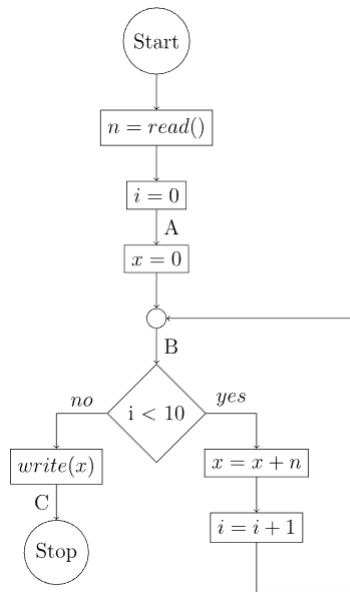 Start
n = read()
i = 0
A
x = 0
B
i < 10
no
yes
write(x)
x = x + n
C
i = i + 1
Stop